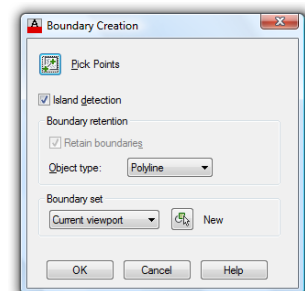 Boundary Creation
Pick Points
Island detection
Boundary retention
Retain boundaries
Object type: Polyline
Boundary set
Current viewport New
OK Cancel Help